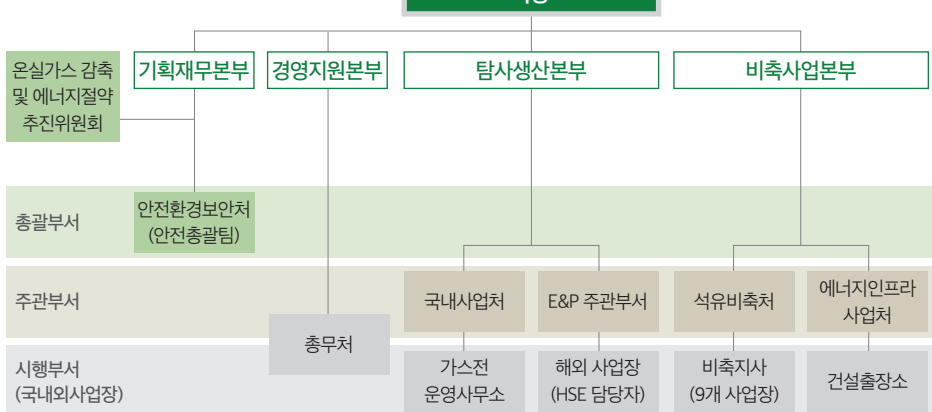 온실가스 감축
및 에너지절약
추진위원회
기획재무본부
경영지원본부
탐사생산본부
비축사업본부
총괄부서
안전환경보안처
(안전총괄팀)
주관부서
국내사업처
E&P 주관부서
석유비축처
에너지인프라
사업처
총무처
시행부서
(국내외사업장)
가스전
운영사무소
해외 사업장
(HSE 담당자)
비축지사
(9개 사업장)
건설출장소